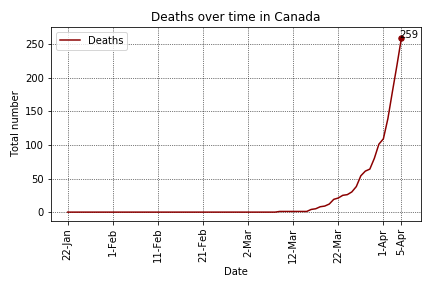 Deaths over time in Canada
259
Deaths
250
200
150
100
50
0
Total number
22-Jan
1-Feb
11-Feb
21-Feb
2-Mar
12-Mar
22-Mar
1-Apr
5-Apr
Date